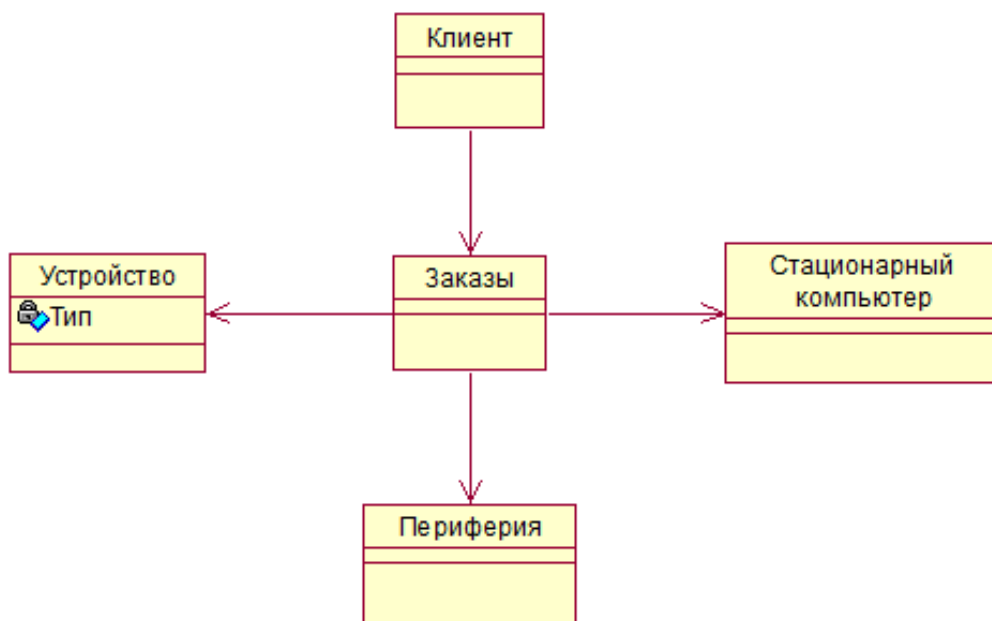 Клиент
Устройство
Тип
Заказы
Стационарный
компьютер
Периферия